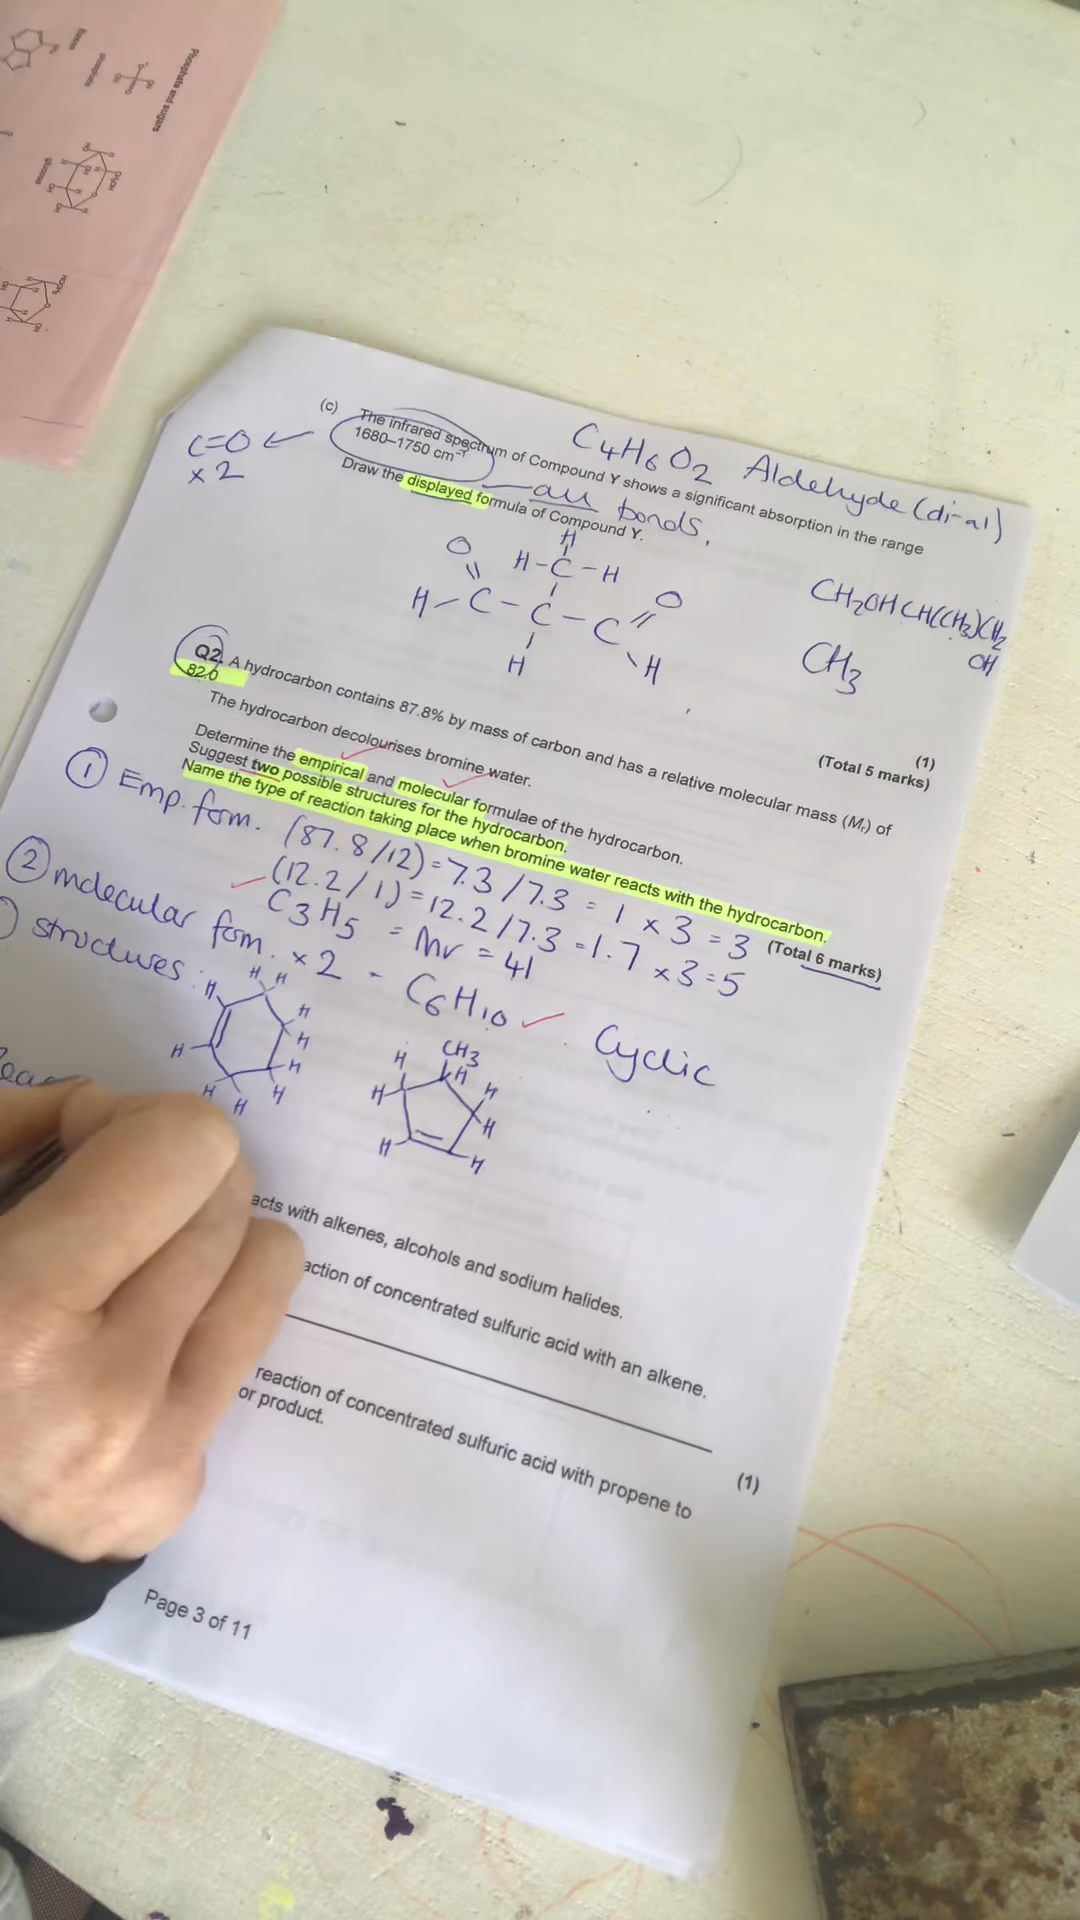 Phosphate and sugars
phosphate
glucose
(c) The infrared spectrum of Compound Y shows a significant absorption in the range
1680–1750 cm⁻¹
C=O
x2
C4H6O2 Aldehyde (di-al)
Draw the displayed formula of Compound Y.
all bonds.
H
O H-C-H O
H-C-C-C
H H
CH2OHCH(CH3)CH2
OH
CH3
(1)
(Total 5 marks)
Q2. A hydrocarbon contains 87.8% by mass of carbon and has a relative molecular mass (Mr) of
82.0
The hydrocarbon decolourises bromine water.
Determine the empirical and molecular formulae of the hydrocarbon.
Suggest two possible structures for the hydrocarbon.
Name the type of reaction taking place when bromine water reacts with the hydrocarbon.
(Total 6 marks)
① Emp. form. (87.8/12) = 7.3/7.3 = 1 x 3 = 3
(12.2/1) = 12.2/7.3 = 1.7 x3=5
C3H5 = Mr = 41
② molecular form. x2 - C6H10
structures: Cyclic
H H
H
H
H
H
H
H
H
H
CH3
H
H
H
H
H
H
H
H
acts with alkenes, alcohols and sodium halides.
action of concentrated sulfuric acid with an alkene.
(1)
reaction of concentrated sulfuric acid with propene to
or product.
Page 3 of 11